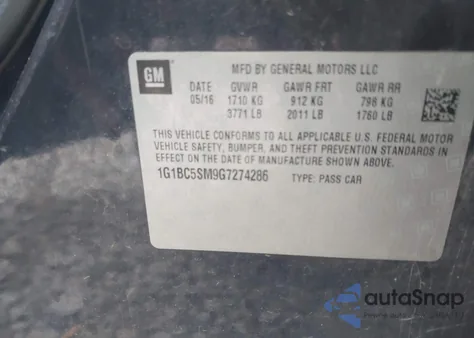 GM
MFD BY GENERAL MOTORS LLC
DATE GVWR GAWR FRT GAWR RR
05/16 1710 KG 912 KG 798 KG
3771 LB 2011 LB 1760 LB
THIS VEHICLE CONFORMS TO ALL APPLICABLE U.S. FEDERAL MOTOR
VEHICLE SAFETY, BUMPER, AND THEFT PREVENTION STANDARDS IN
EFFECT ON THE DATE OF MANUFACTURE SHOWN ABOVE.
1G1BC5SM9G7274286 TYPE: PASS CAR
autoSnap